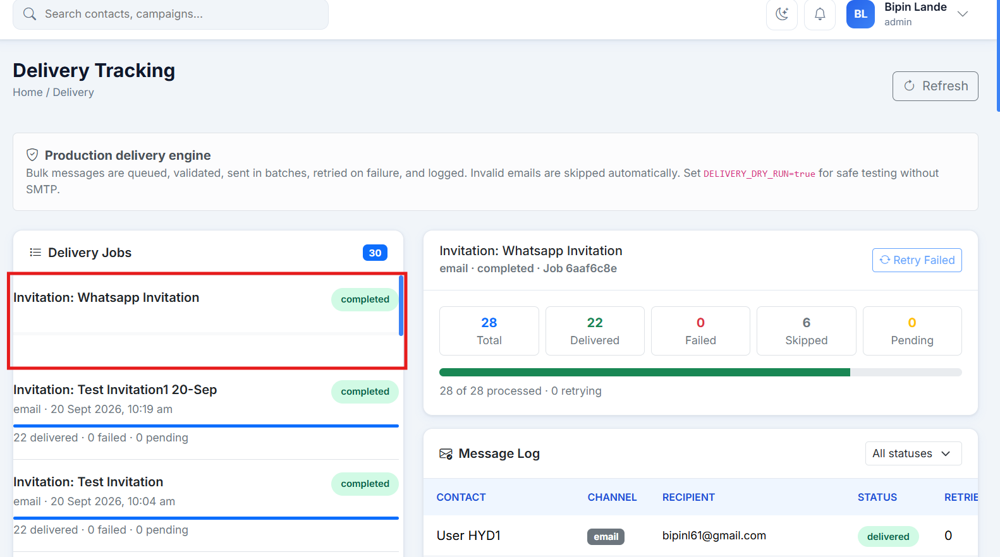 Search contacts, campaigns...
BL
Bipin Lande
admin
Delivery Tracking
Home / Delivery
Refresh
Production delivery engine
Bulk messages are queued, validated, sent in batches, retried on failure, and logged. Invalid emails are skipped automatically. Set DELIVERY_DRY_RUN=true for safe testing without
SMTP.
Delivery Jobs
30
Invitation: Whatsapp Invitation
completed
Invitation: Test Invitation1 20-Sep
completed
email · 20 Sept 2026, 10:19 am
22 delivered · 0 failed · 0 pending
Invitation: Test Invitation
completed
email · 20 Sept 2026, 10:04 am
22 delivered · 0 failed · 0 pending
Invitation: Whatsapp Invitation
email · completed · Job 6aaf6c8e
Retry Failed
28
Total
22
Delivered
0
Failed
6
Skipped
0
Pending
28 of 28 processed · 0 retrying
Message Log
All statuses
CONTACT CHANNEL RECIPIENT STATUS RETRIE
User HYD1 email bipinl61@gmail.com delivered 0